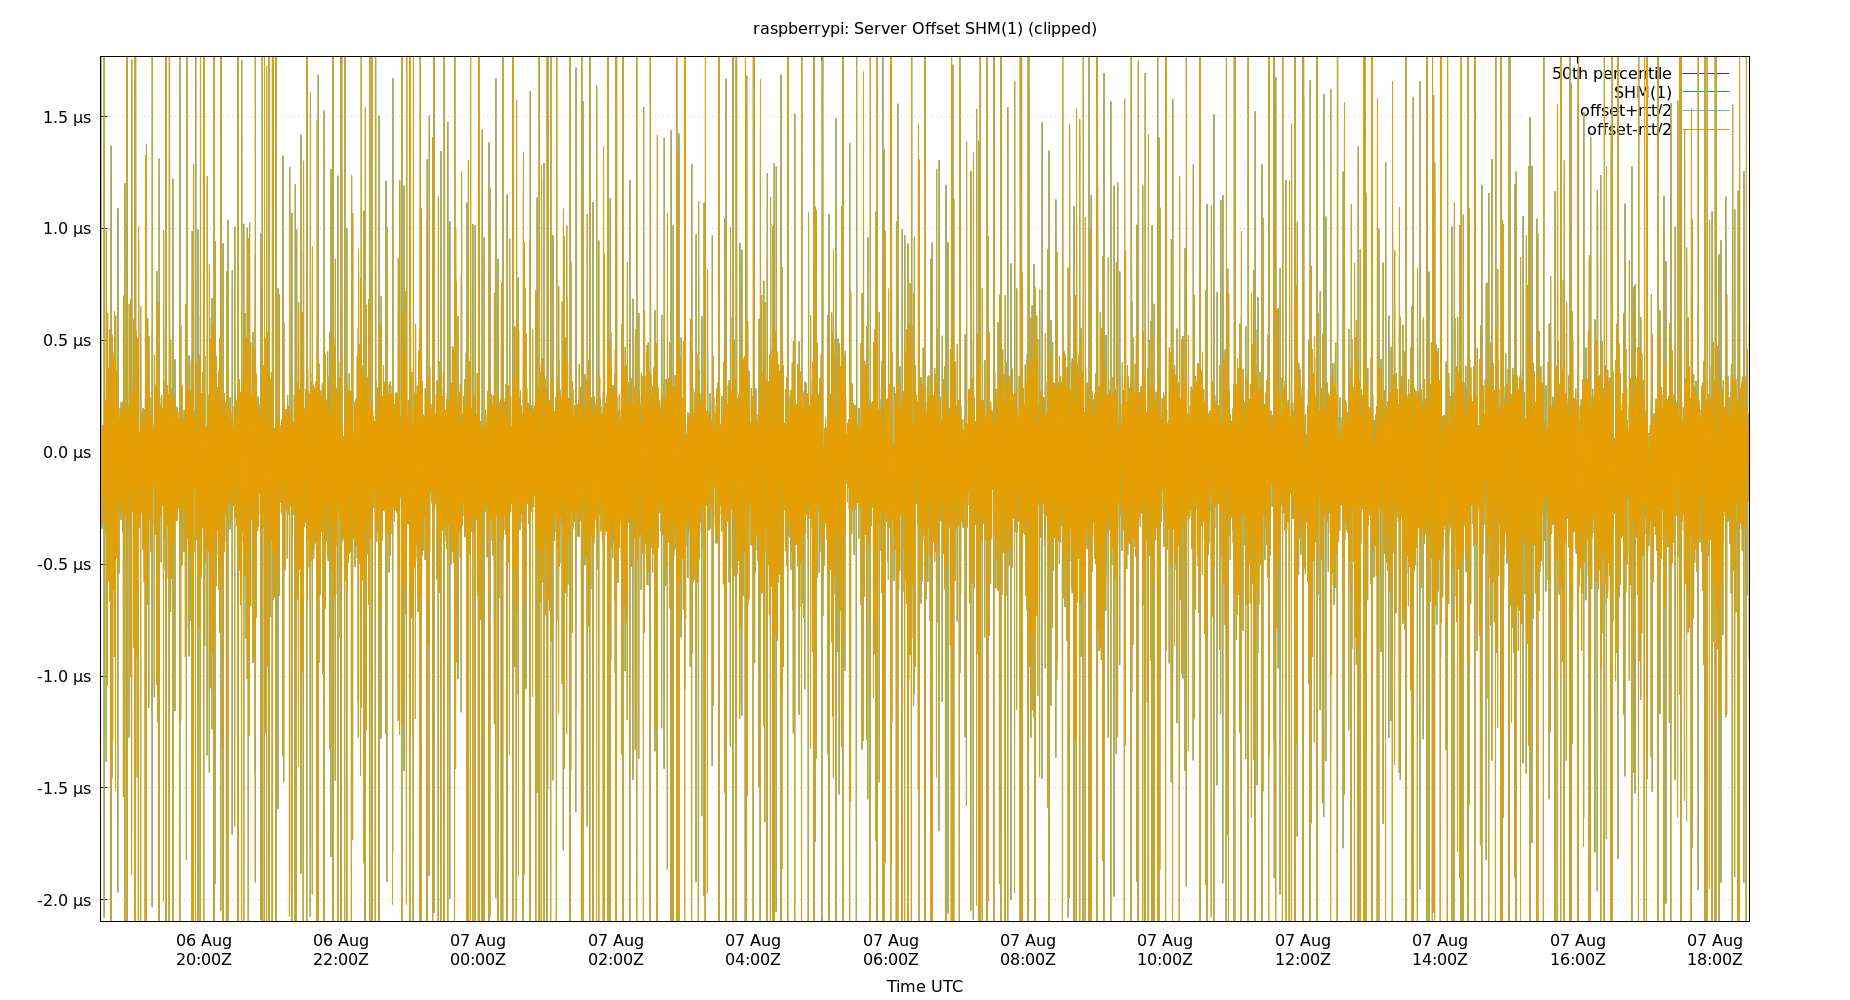 raspberrypi: Server Offset SHM(1) (clipped)
50th percentile
SHM(1)
offset+rtt/2
offset-rtt/2
1.5 µs
1.0 µs
0.5 µs
0.0 µs
-0.5 µs
-1.0 µs
-1.5 µs
-2.0 µs
06 Aug 06 Aug 07 Aug 07 Aug 07 Aug 07 Aug 07 Aug 07 Aug 07 Aug 07 Aug 07 Aug 07 Aug
20:00Z 22:00Z 00:00Z 02:00Z 04:00Z 06:00Z 08:00Z 10:00Z 12:00Z 14:00Z 16:00Z 18:00Z
Time UTC